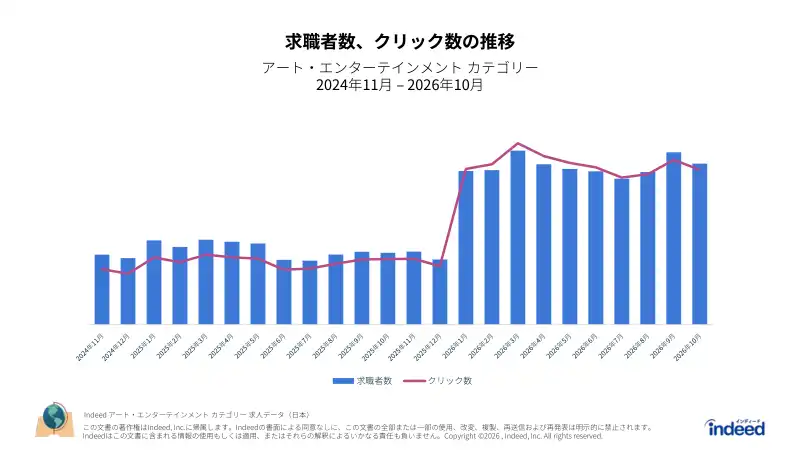 求職者数、クリック数の推移
アート・エンターテインメント カテゴリー
2024年11月 – 2026年10月
2024年11月
2024年12月
2025年1月
2025年2月
2025年3月
2025年4月
2025年5月
2025年6月
2025年7月
2025年8月
2025年9月
2025年10月
2025年11月
2025年12月
2026年1月
2026年2月
2026年3月
2026年4月
2026年5月
2026年6月
2026年7月
2026年8月
2026年9月
2026年10月
求職者数 クリック数
Indeed アート・エンターテインメント カテゴリー 求人データ（日本）
この文書の著作権はIndeed, Inc.に帰属します。Indeedの書面による同意なしに、この文書の全部または一部の使用、改変、複製、再送信および再発表は明示的に禁止されます。
Indeedはこの文書に含まれる情報の使用もしくは適用、またはそれらの解釈によるいかなる責任も負いません。Copyright ©2026 , Indeed, Inc. All rights reserved.
インディード
indeed